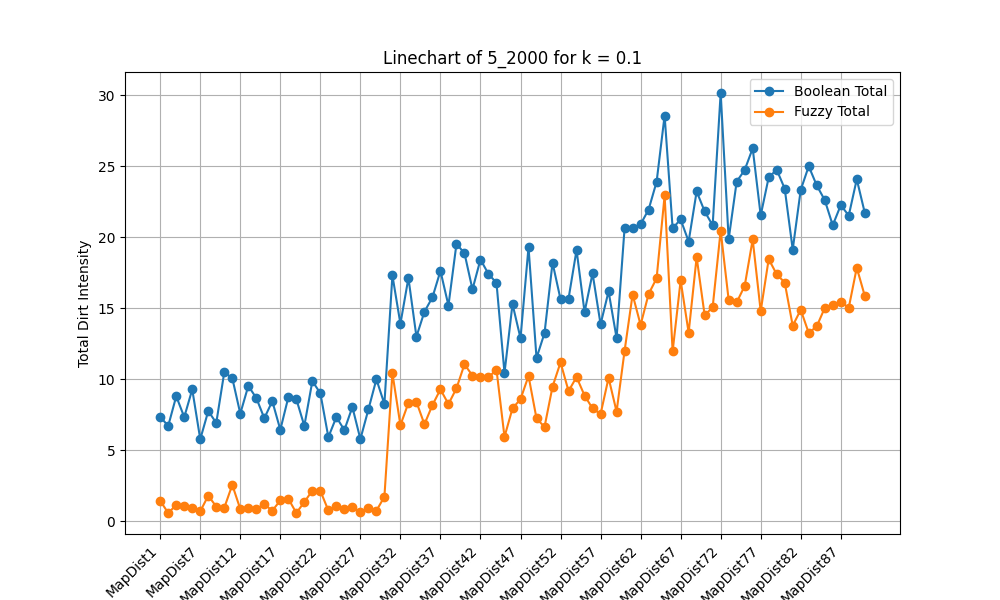 Linechart of 5_2000 for k = 0.1
Boolean Total
Fuzzy Total
Total Dirt Intensity
30
25
20
15
10
5
0
MapDist1
MapDist7
MapDist12
MapDist17
MapDist22
MapDist27
MapDist32
MapDist37
MapDist42
MapDist47
MapDist52
MapDist57
MapDist62
MapDist67
MapDist72
MapDist77
MapDist82
MapDist87